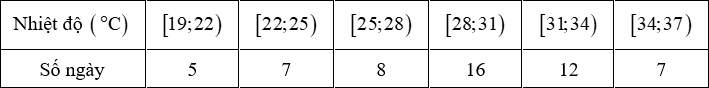 Nhiệt độ (°C) [19;22) [22;25) [25;28) [28;31) [31;34) [34;37)
Số ngày 5 7 8 16 12 7